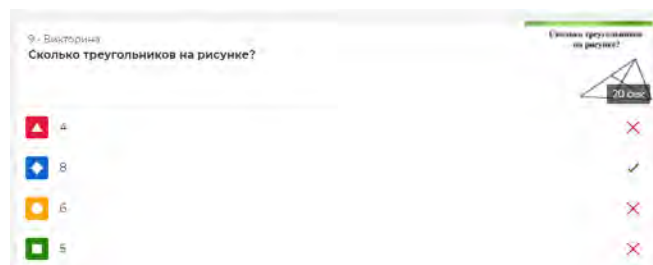 9 - Викторина
Сколько треугольников на рисунке?
Сколько треугольников
на рисунке?
20 сек
4
8
6
5